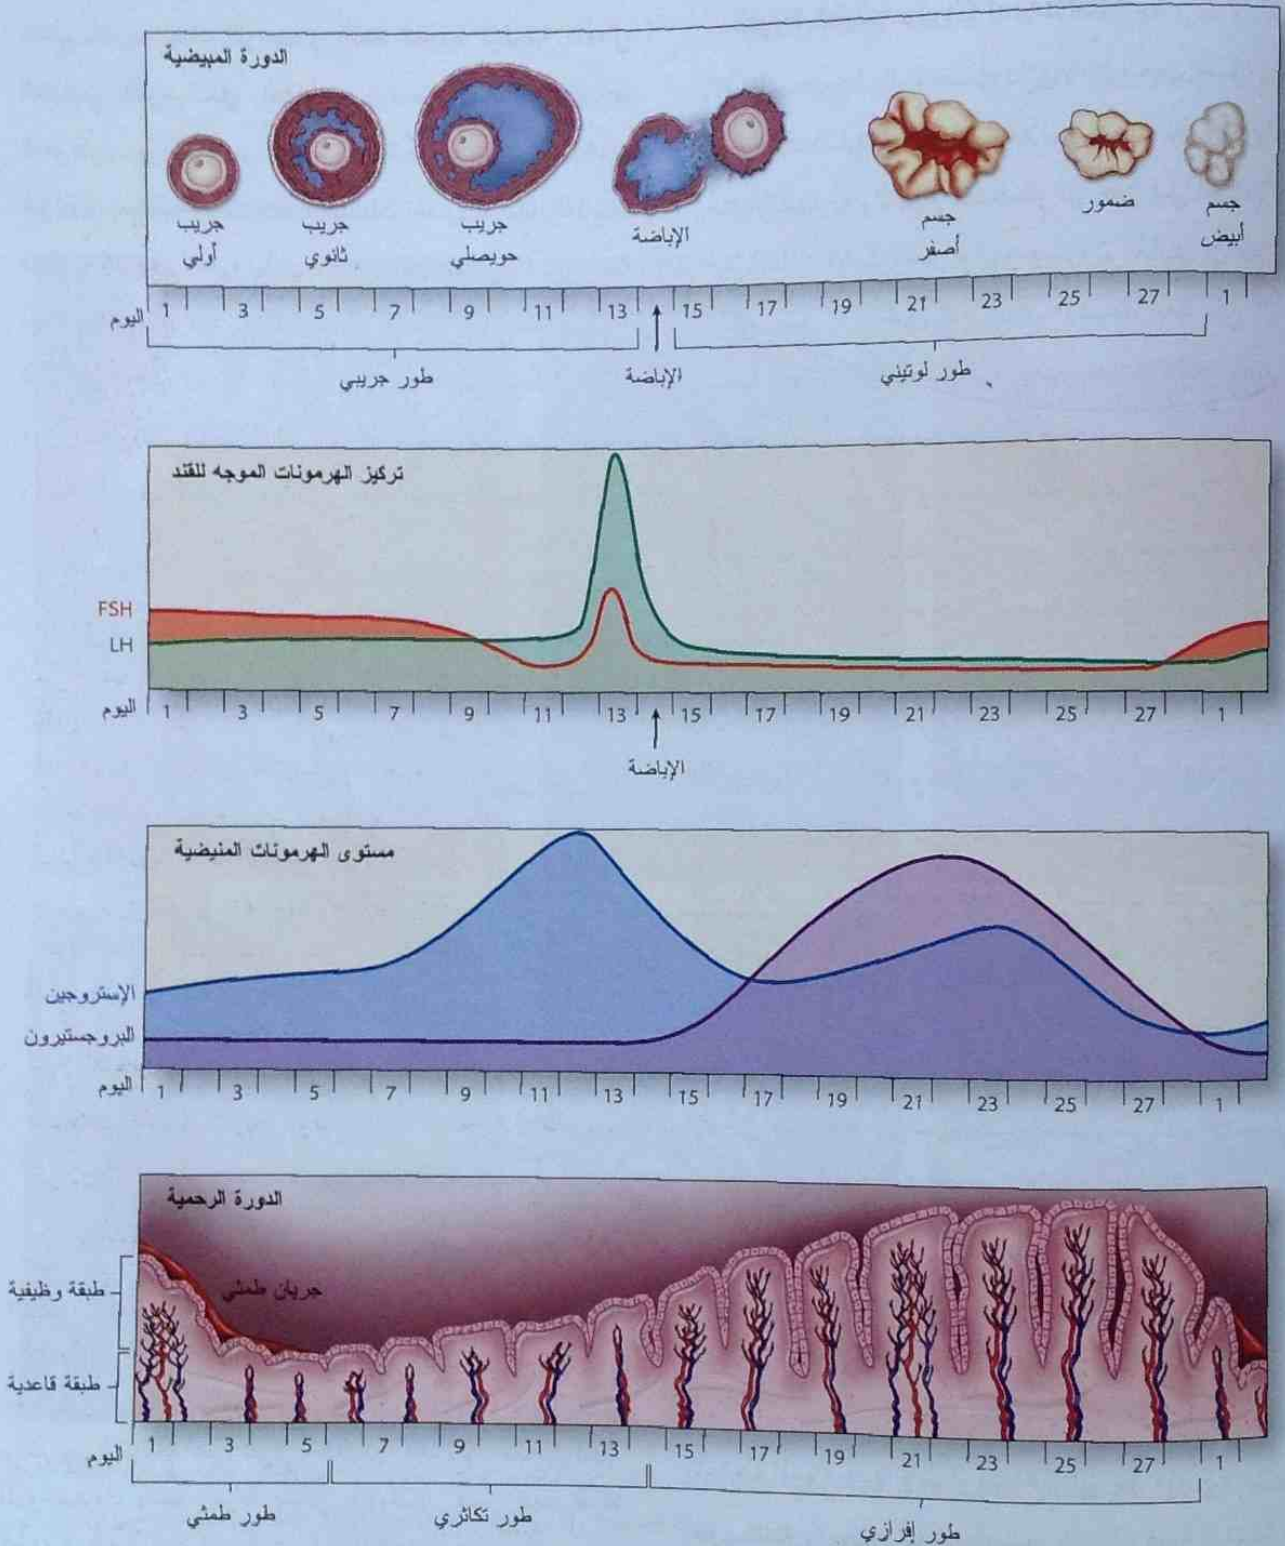 الدورة المبيضية
جريب أولي
جريب ثانوي
جريب حويصلي
الإباضة
جسم أصفر
ضمور
جسم أبيض
اليوم 1 3 5 7 9 11 13 15 17 19 21 23 25 27 1
طور جريبي
الإباضة
طور لوتيني
تركيز الهرمونات الموجه للقند
FSH
LH
اليوم 1 3 5 7 9 11 13 15 17 19 21 23 25 27 1
الإباضة
مستوى الهرمونات المنيضية
الإستروجين
البروجستيرون
اليوم 1 3 5 7 9 11 13 15 17 19 21 23 25 27 1
الدورة الرحمية
جريان طمثي
طبقة وظيفية
طبقة قاعدية
اليوم 1 3 5 7 9 11 13 15 17 19 21 23 25 27 1
طور طمثي
طور تكاثري
طور إفرازي